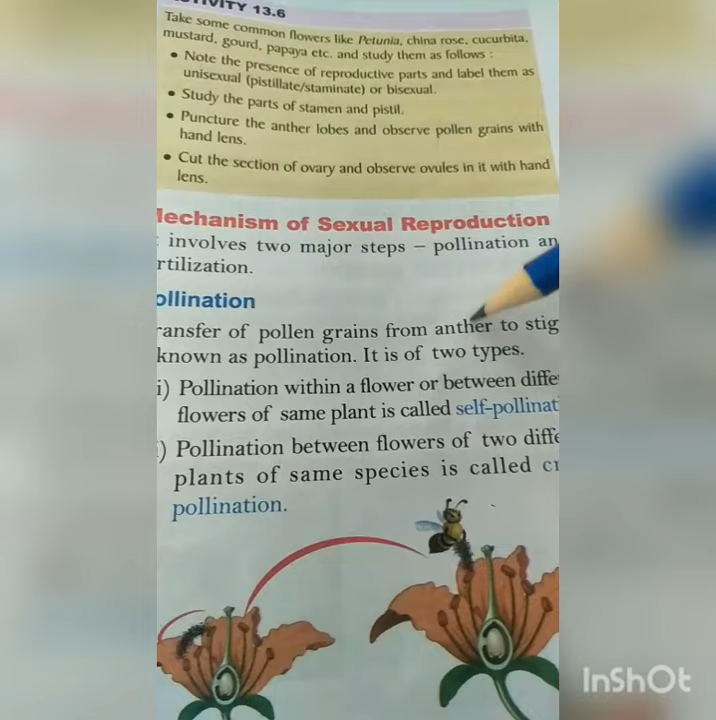 TIVITY 13.6
Take some common flowers like Petunia, china rose, cucurbita,
mustard, gourd, papaya etc. and study them as follows :
• Note the presence of reproductive parts and label them as
unisexual (pistillate/staminate) or bisexual.
• Study the parts of stamen and pistil.
• Puncture the anther lobes and observe pollen grains with
hand lens.
• Cut the section of ovary and observe ovules in it with hand
lens.
lechanism of Sexual Reproduction
involves two major steps – pollination an
rtilization.
ollination
ransfer of pollen grains from anther to stig
known as pollination. It is of two types.
i) Pollination within a flower or between diffe
flowers of same plant is called self-pollinat
) Pollination between flowers of two diffe
plants of same species is called cr
pollination.
InShOt